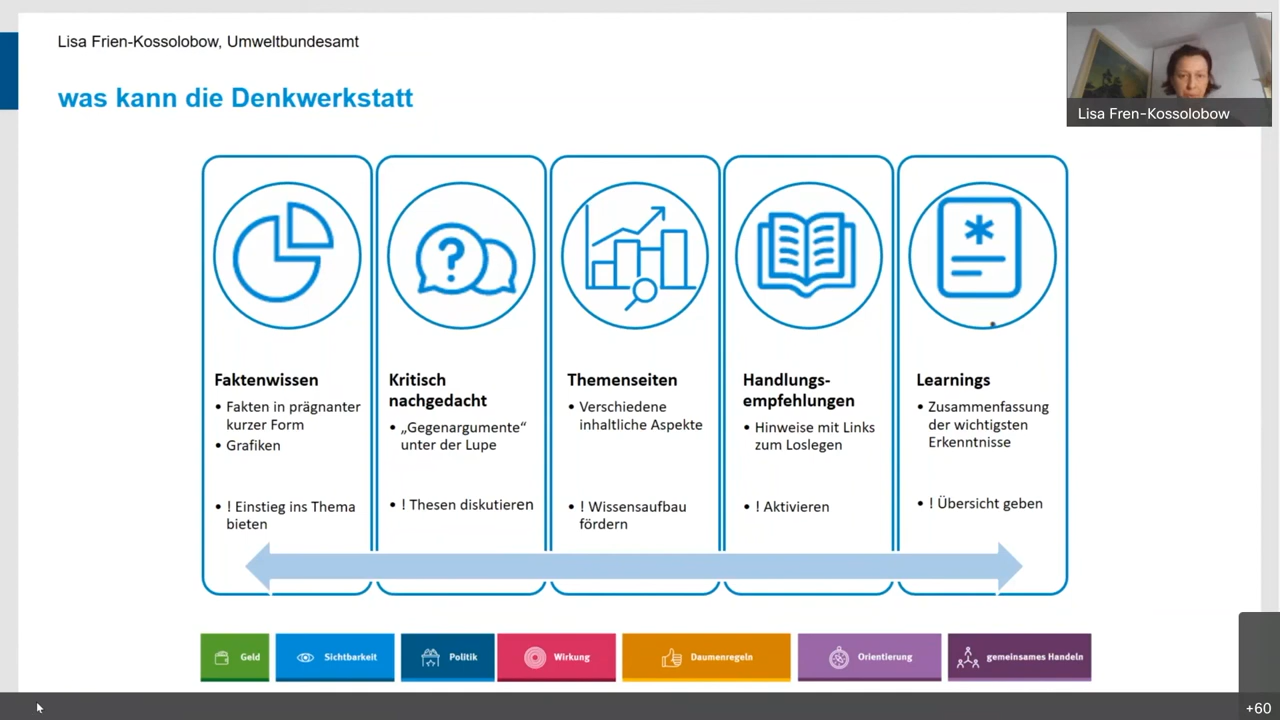 Lisa Frien-Kossolobow, Umweltbundesamt
Lisa Fren-Kossolobow
was kann die Denkwerkstatt
Faktenwissen
• Fakten in prägnanter
kurzer Form
• Grafiken
• ! Einstieg ins Thema
bieten
Kritisch
nachgedacht
• „Gegenargumente“
unter der Lupe
• ! Thesen diskutieren
Themenseiten
• Verschiedene
inhaltliche Aspekte
• ! Wissensaufbau
fördern
Handlungs-
empfehlungen
• Hinweise mit Links
zum Loslegen
• ! Aktivieren
Learnings
• Zusammenfassung
der wichtigsten
Erkenntnisse
• ! Übersicht geben
Geld
Sichtbarkeit
Politik
Wirkung
Daumenregeln
Orientierung
gemeinsames Handeln
+60